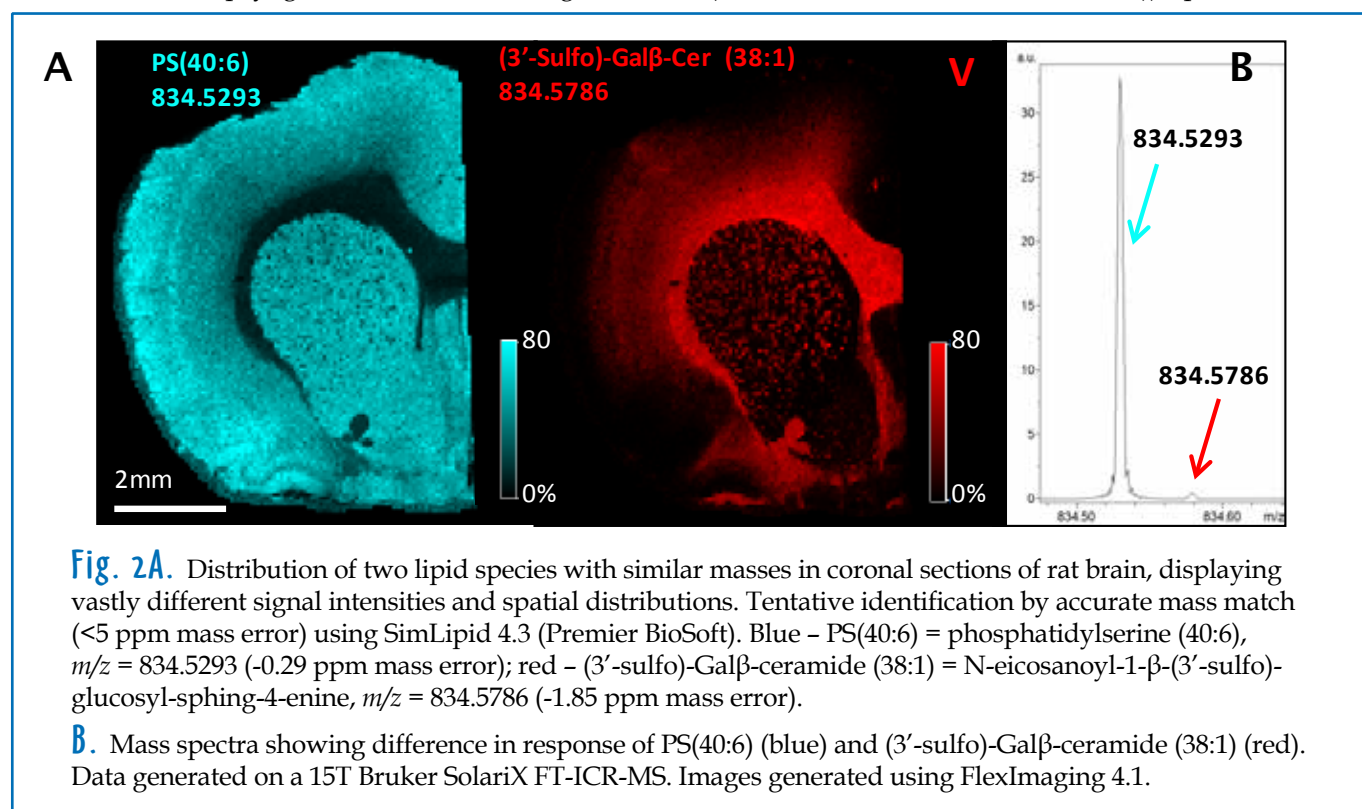 A
PS(40:6)
834.5293
(3′-Sulfo)-Galβ-Cer (38:1)
834.5786
V
80
0%
80
0%
2mm
B
a.u.
30
25
20
15
10
5
0
834.5293
834.5786
834.50
834.60
m/z
Fig. 2A. Distribution of two lipid species with similar masses in coronal sections of rat brain, displaying
vastly different signal intensities and spatial distributions. Tentative identification by accurate mass match
(<5 ppm mass error) using SimLipid 4.3 (Premier BioSoft). Blue – PS(40:6) = phosphatidylserine (40:6),
m/z = 834.5293 (-0.29 ppm mass error); red – (3′-sulfo)-Galβ-ceramide (38:1) = N-eicosanoyl-1-β-(3′-sulfo)-
glucosyl-sphing-4-enine, m/z = 834.5786 (-1.85 ppm mass error).
B. Mass spectra showing difference in response of PS(40:6) (blue) and (3′-sulfo)-Galβ-ceramide (38:1) (red).
Data generated on a 15T Bruker SolariX FT-ICR-MS. Images generated using FlexImaging 4.1.